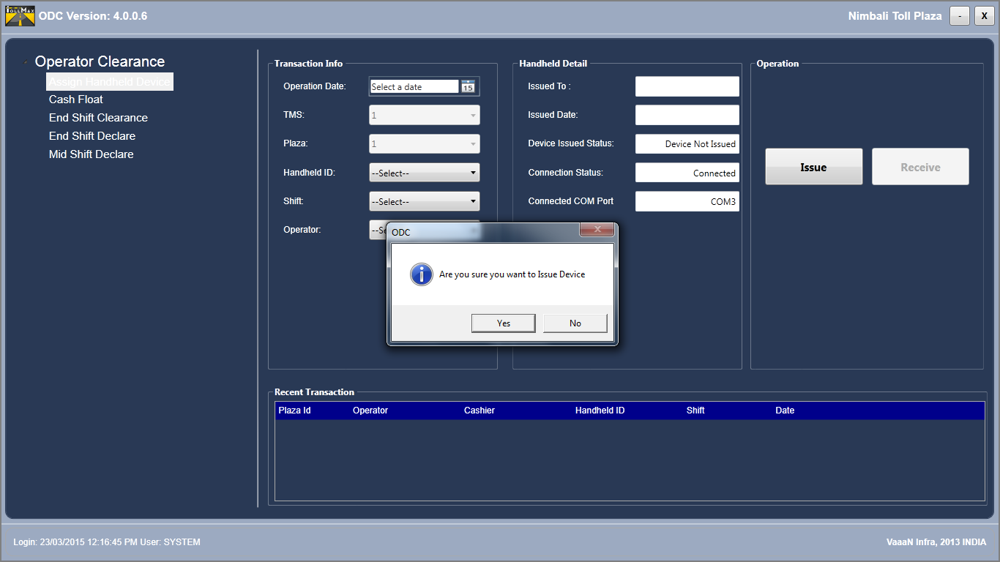 TOLLMAX
ODC Version: 4.0.0.6
Nimbali Toll Plaza
-
X
Operator Clearance
Assign Handheld Device
Cash Float
End Shift Clearance
End Shift Declare
Mid Shift Declare
Transaction Info
Operation Date:
Select a date
15
TMS:
1
Plaza:
1
Handheld ID:
--Select--
Shift:
--Select--
Operator:
Handheld Detail
Issued To :
Issued Date:
Device Issued Status:
Device Not Issued
Connection Status:
Connected
Connected COM Port
COM3
Operation
Issue
Receive
ODC
Are you sure you want to Issue Device
Yes
No
Recent Transaction
Plaza Id Operator Cashier Handheld ID Shift Date
Login: 23/03/2015 12:16:45 PM User: SYSTEM
VaaaN Infra, 2013 INDIA